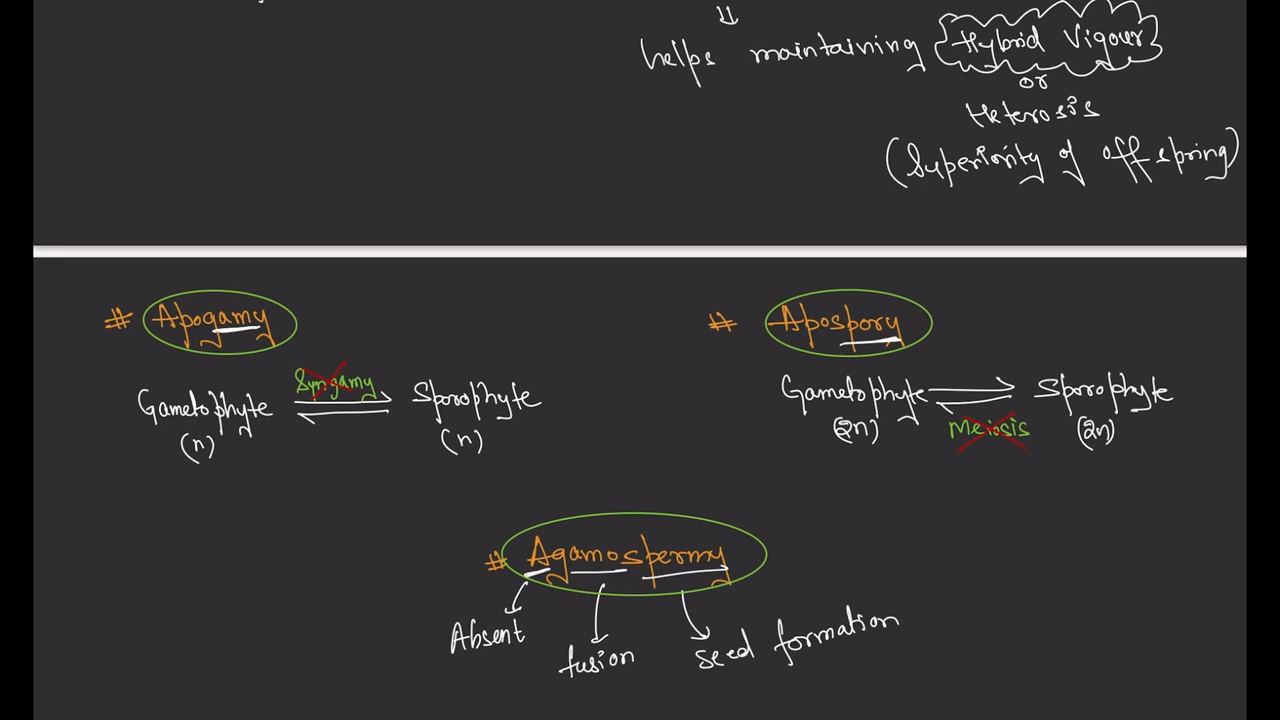 ⇓
helps maintaining Hybrid Vigour
or
Heterosis
(Superiority of offspring)
# Apogamy
Syngamy
Gametophyte ⇌ Sporophyte
(n) (n)
# Apospory
Gametophyte ⇌ Sporophyte
(2n) Meiosis (2n)
# Agamospermy
Absent
fusion
seed formation